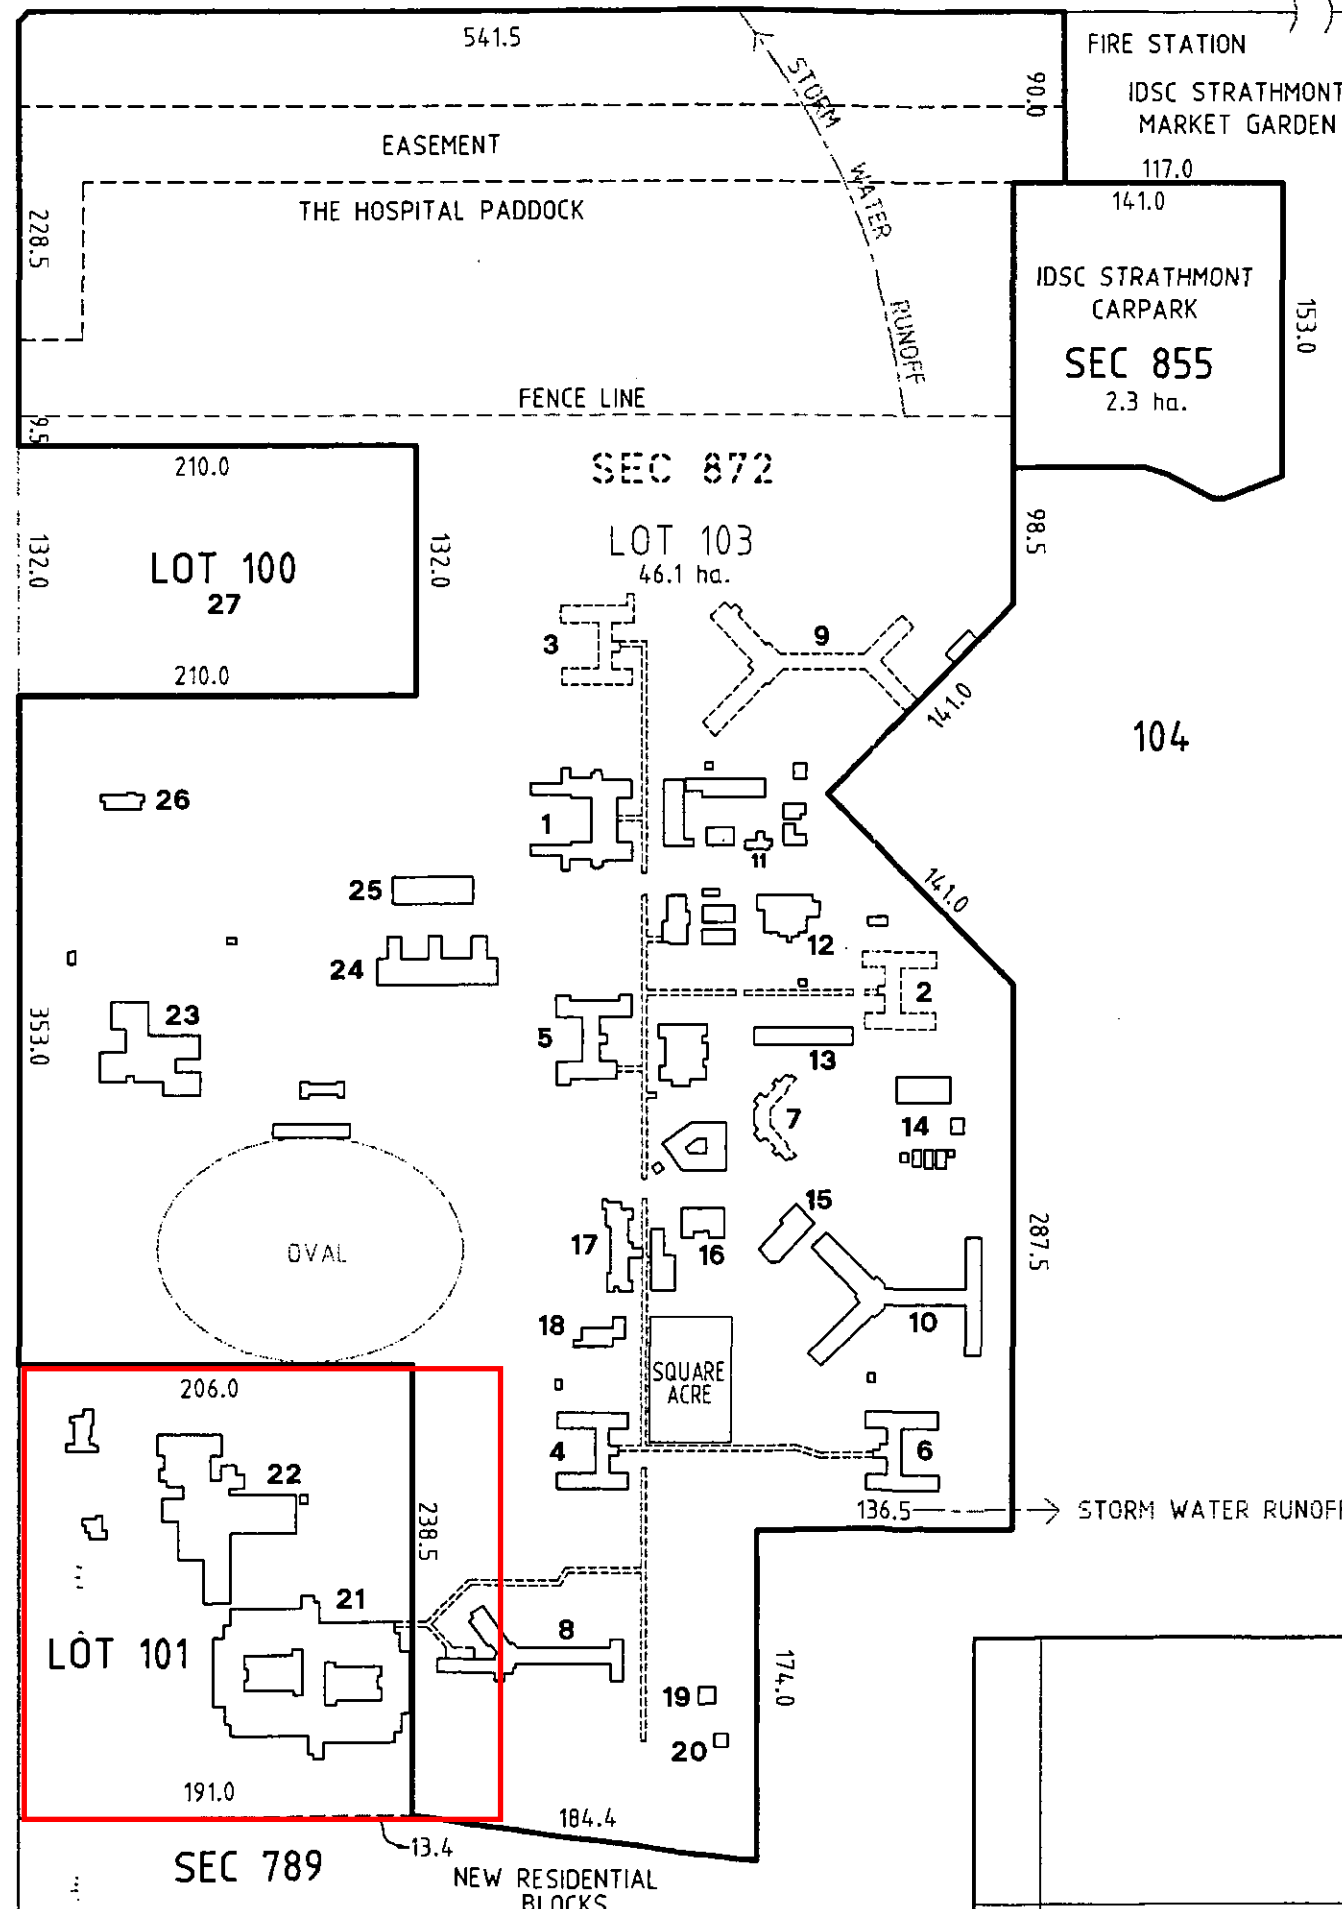 541.5
FIRE STATION
IDSC STRATHMONT
MARKET GARDEN
90.0
STORM WATER RUNOFF
EASEMENT
117.0
141.0
THE HOSPITAL PADDOCK
228.5
IDSC STRATHMONT
CARPARK
SEC 855
2.3 ha.
153.0
FENCE LINE
9.5
210.0
SEC 872
LOT 103
46.1 ha.
98.5
132.0
LOT 100
27
132.0
210.0
3
9
141.0
104
26
1
11
25
141.0
24
12
2
23
5
13
353.0
7
14
15
17
16
287.5
OVAL
18
10
SQUARE
ACRE
206.0
4
6
22
238.5
136.5
STORM WATER RUNOFF
21
8
LOT 101
19
174.0
20
191.0
184.4
13.4
SEC 789
NEW RESIDENTIAL
BLOCKS